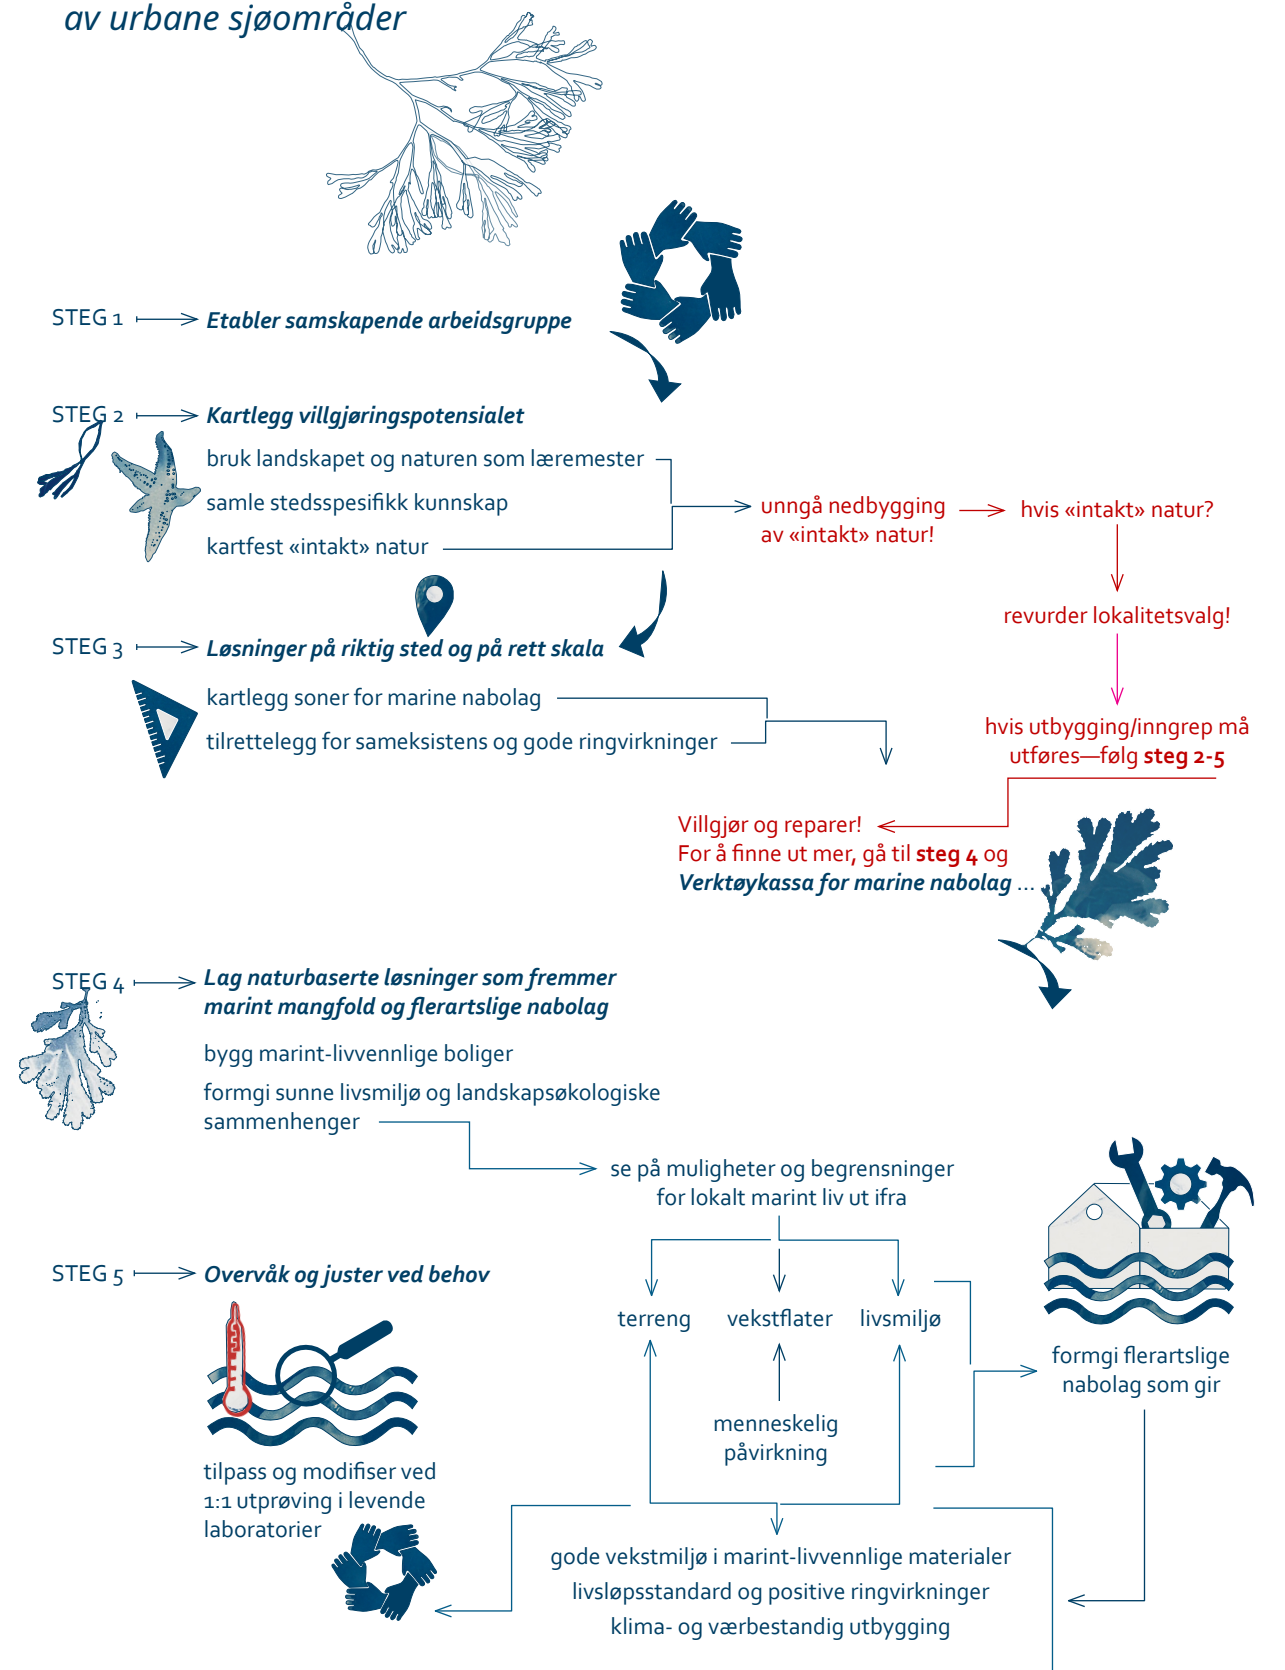 av urbane sjøområder
STEG 1
Etabler samskapende arbeidsgruppe
STEG 2
Kartlegg villgjøringspotensialet
bruk landskapet og naturen som læremester
samle stedsspesifikk kunnskap
kartfest «intakt» natur
unngå nedbygging
av «intakt» natur!
hvis «intakt» natur?
revurder lokalitetsvalg!
hvis utbygging/inngrep må
utføres—følg steg 2-5
STEG 3
Løsninger på riktig sted og på rett skala
kartlegg soner for marine nabolag
tilrettelegg for sameksistens og gode ringvirkninger
Villgjør og reparer!
For å finne ut mer, gå til steg 4 og
Verktøykassa for marine nabolag ...
STEG 4
Lag naturbaserte løsninger som fremmer
marint mangfold og flerartslige nabolag
bygg marint-livvennlige boliger
formgi sunne livsmiljø og landskapsøkologiske
sammenhenger
se på muligheter og begrensninger
for lokalt marint liv ut ifra
terreng
vekstflater
livsmiljø
menneskelig
påvirkning
formgi flerartslige
nabolag som gir
STEG 5
Overvåk og juster ved behov
tilpass og modifiser ved
1:1 utprøving i levende
laboratorier
gode vekstmiljø i marint-livvennlige materialer
livsløpsstandard og positive ringvirkninger
klima- og værbestandig utbygging